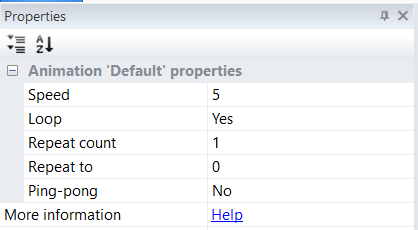 Properties
Animation 'Default' properties
Speed 5
Loop Yes
Repeat count 1
Repeat to 0
Ping-pong No
More information Help